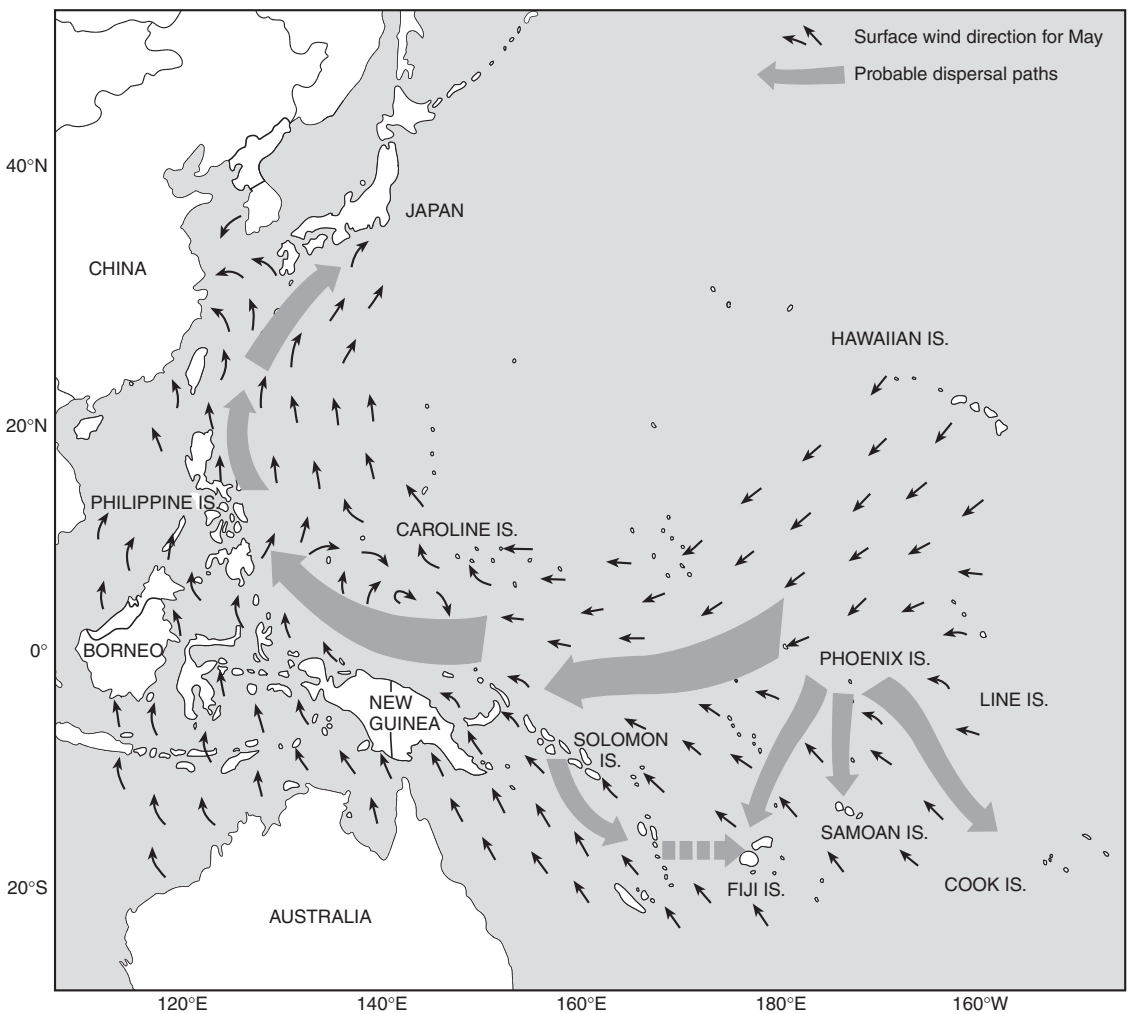 Surface wind direction for May
Probable dispersal paths
40°N
JAPAN
CHINA
HAWAIIAN IS.
20°N
PHILIPPINE IS.
CAROLINE IS.
0°
BORNEO
PHOENIX IS.
LINE IS.
NEW
GUINEA
SOLOMON
IS.
SAMOAN IS.
20°S
FIJI IS.
COOK IS.
AUSTRALIA
120°E
140°E
160°E
180°E
160°W